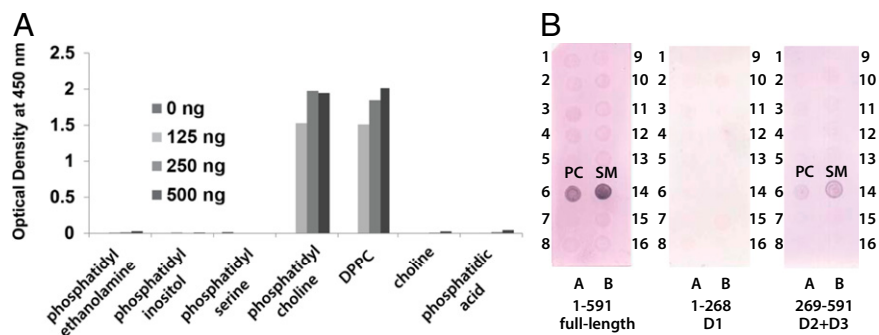 A
Optical Density at 450 nm
2.5
2
1.5
1
0.5
0
0 ng
125 ng
250 ng
500 ng
phosphatidyl
ethanolamine
phosphatidyl
inositol
phosphatidyl
serine
phosphatidyl
choline
DPPC
choline
phosphatidic
acid
B
1 9 1 9 1 9
2 10 2 10 2 10
3 11 3 11 3 11
4 12 4 12 4 12
5 13 5 13 5 13
PC SM PC SM
6 14 6 14 6 14
7 15 7 15 7 15
8 16 8 16 8 16
A B A B A B
1-591 1-268 269-591
full-length D1 D2+D3